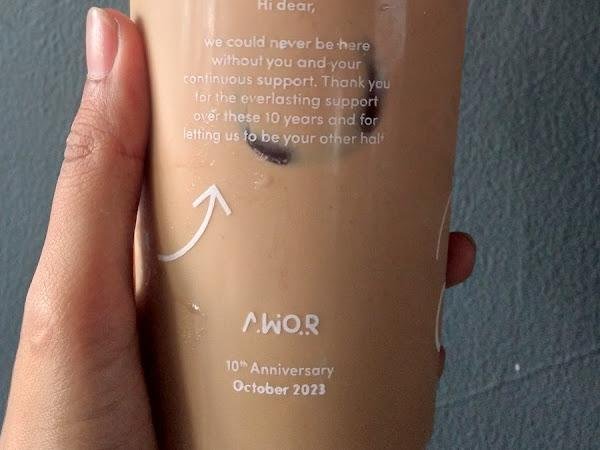 Hi dear,
we could never be here
without you and your
continuous support. Thank you
for the everlasting support
over these 10 years and for
letting us to be your other half
A.WO.R
10th Anniversary
October 2023